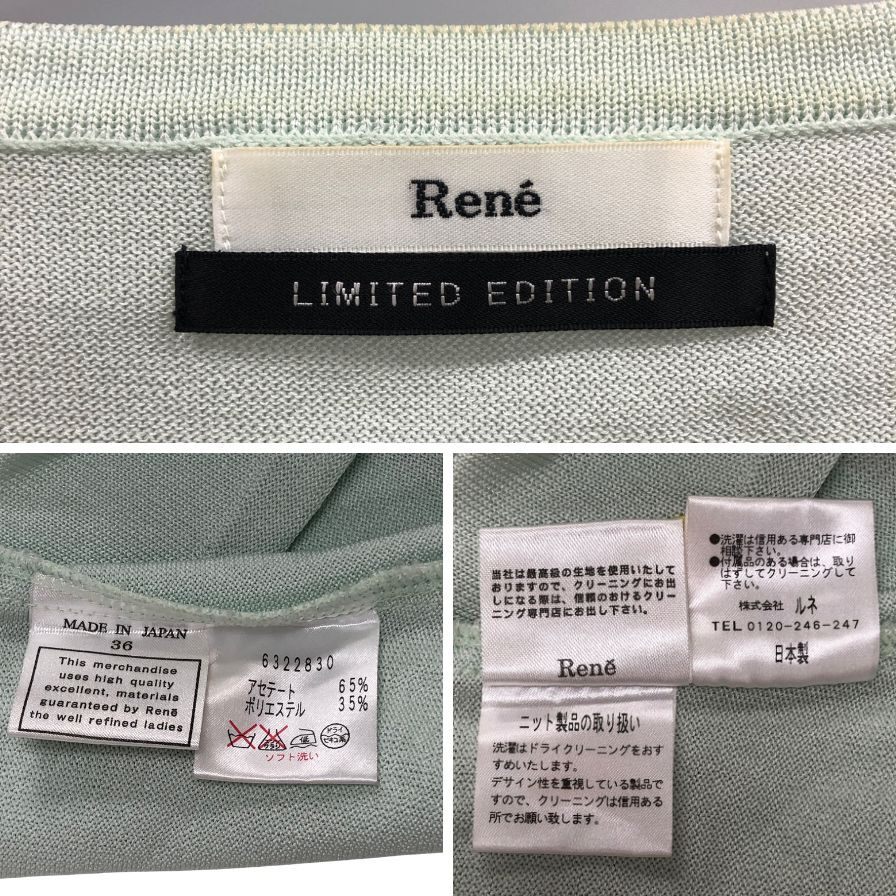 René
LIMITED EDITION
MADE IN JAPAN
36
This merchandise
uses high quality
excellent, materials
guaranteed by René
the well refined ladies
6322830
アセテート 65%
ポリエステル 35%
低
ドライ
ソフト洗い
当社は最高級の生地を使用いたして
おりますので、クリーニングにお出
しになる際は、信頼のおけるクリー
ニング専門店にお出し下さい。
René
●洗濯は信用ある専門店に御
相談下さい。
●付属品のある場合は、取り
はずしてクリーニングして
下さい。
株式会社 ルネ
TEL 0120-246-247
日本製
ニット製品の取り扱い
洗濯はドライクリーニングをおす
すめいたします。
デザイン性を重視している製品で
すので、クリーニングは信用ある
所でお願い致します。